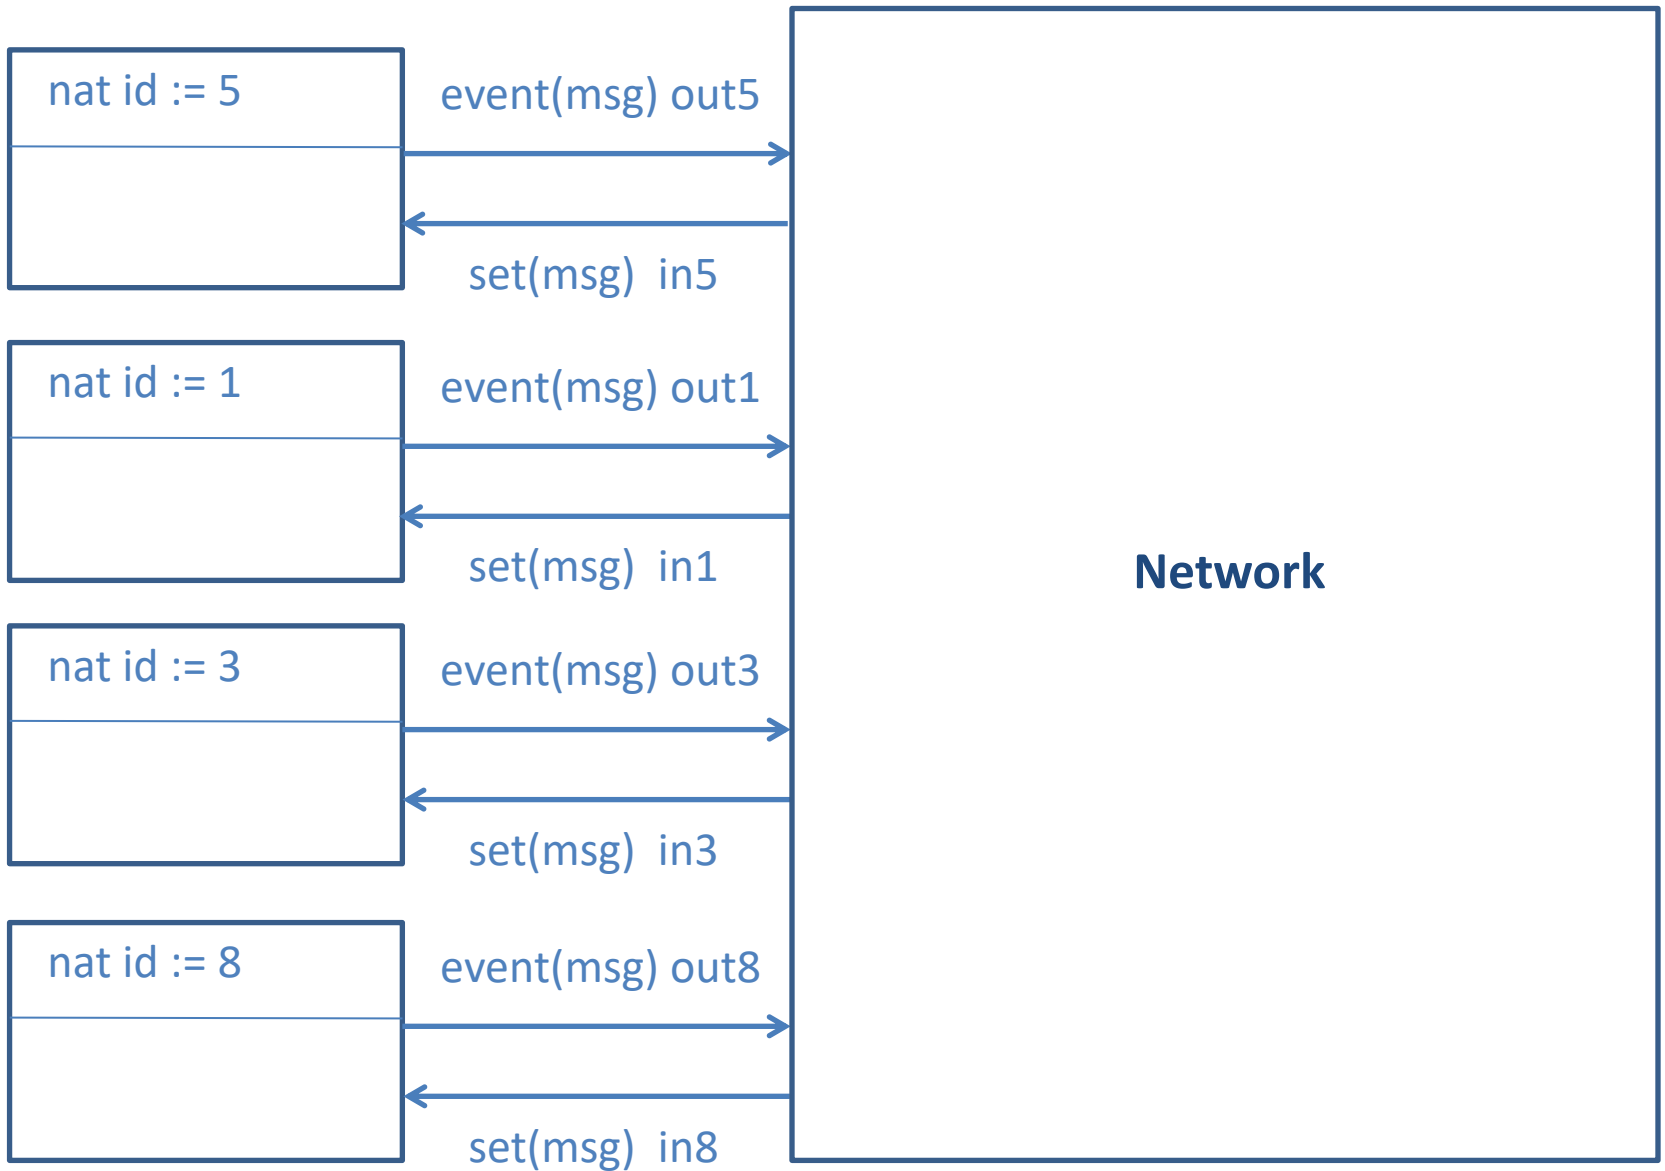 nat id := 5
event(msg) out5
set(msg) in5
nat id := 1
event(msg) out1
set(msg) in1
Network
nat id := 3
event(msg) out3
set(msg) in3
nat id := 8
event(msg) out8
set(msg) in8